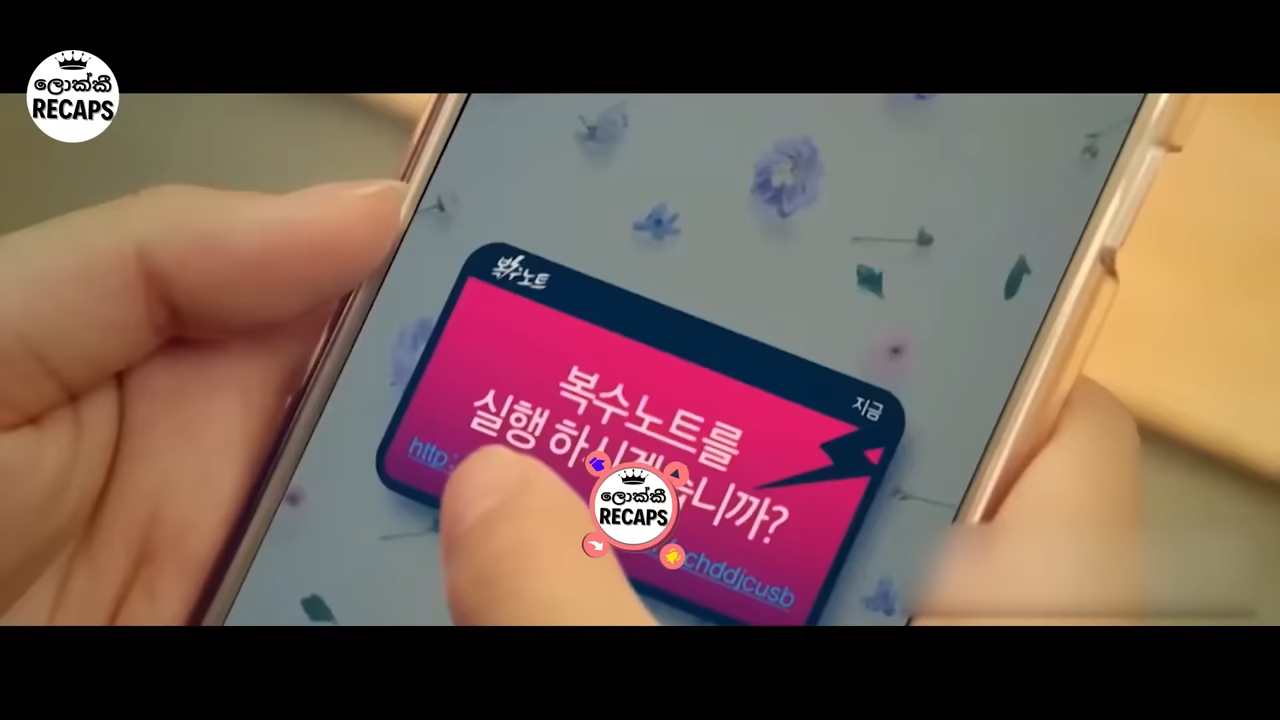 ලොක්කී
RECAPS
복수노트
지금
복수노트를
실행 하시겠습니까?
http:
chddjcusb
ලොක්කී
RECAPS